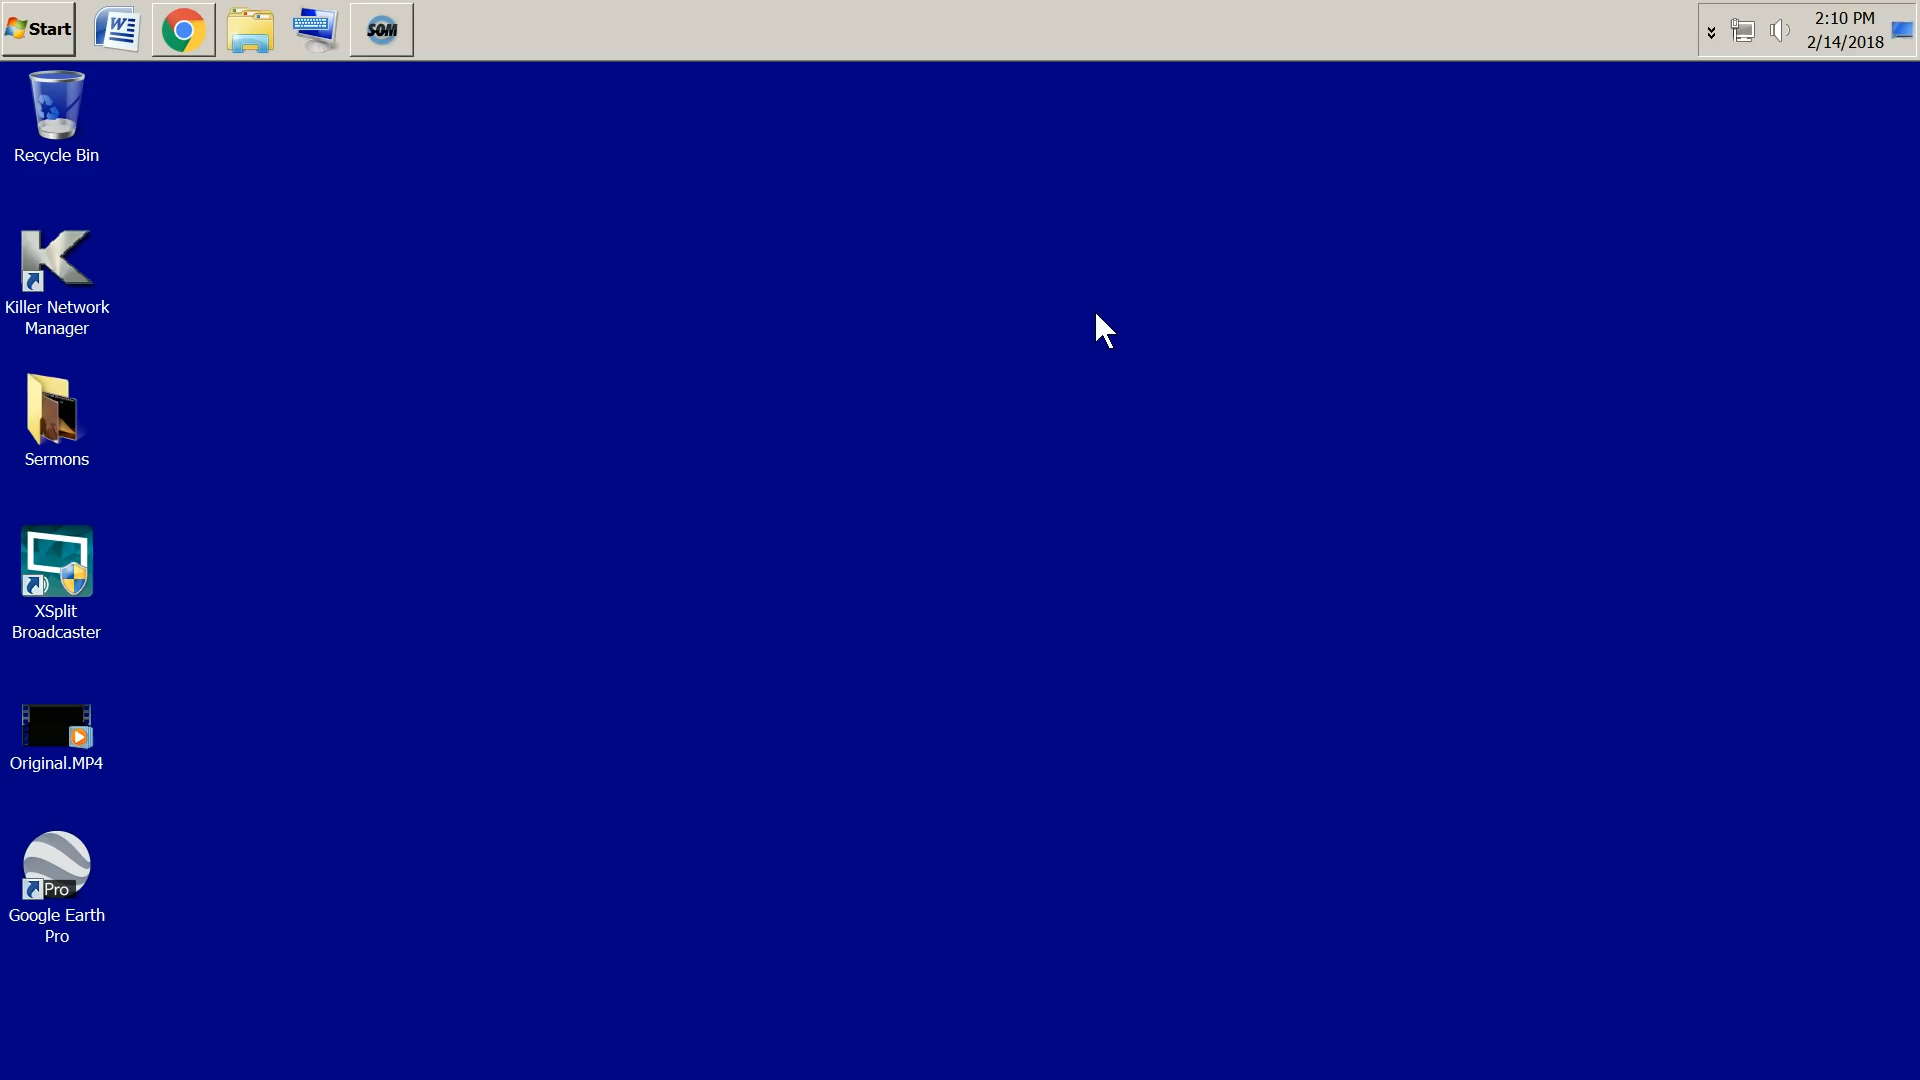 Start
SOM
2:10 PM
2/14/2018
Recycle Bin
Killer Network
Manager
Sermons
XSplit
Broadcaster
Original.MP4
Pro
Google Earth
Pro